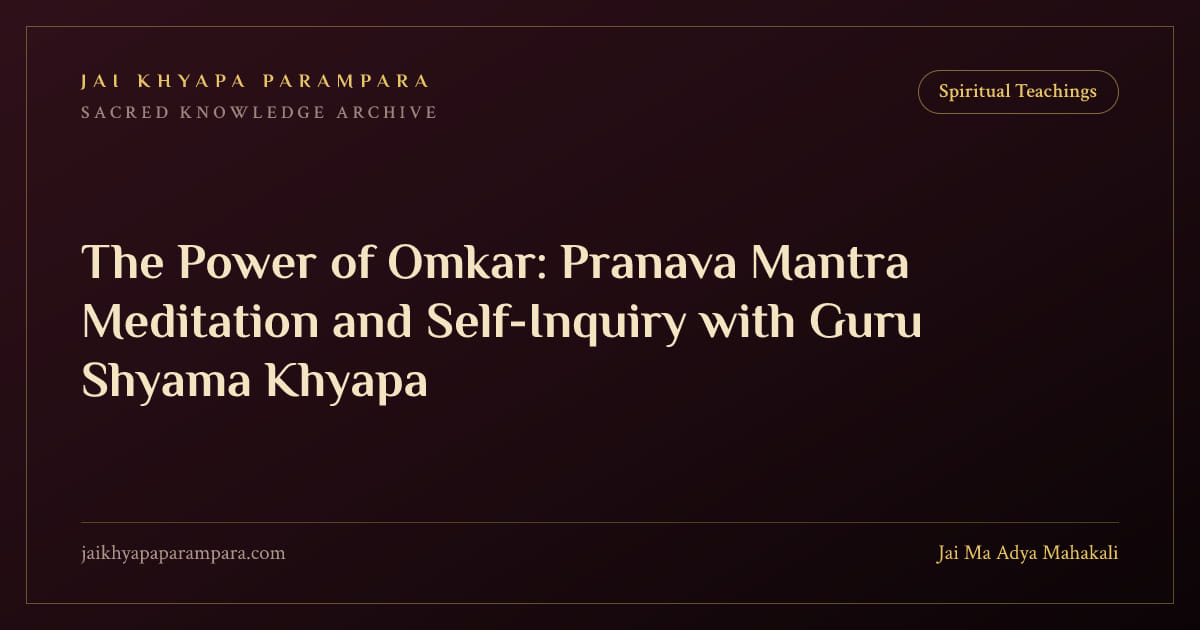 JAI KHYAPA PARAMPARA
SACRED KNOWLEDGE ARCHIVE
Spiritual Teachings
The Power of Omkar: Pranava Mantra
Meditation and Self-Inquiry with Guru
Shyama Khyapa
jaikhyapaparampara.com
Jai Ma Adya Mahakali